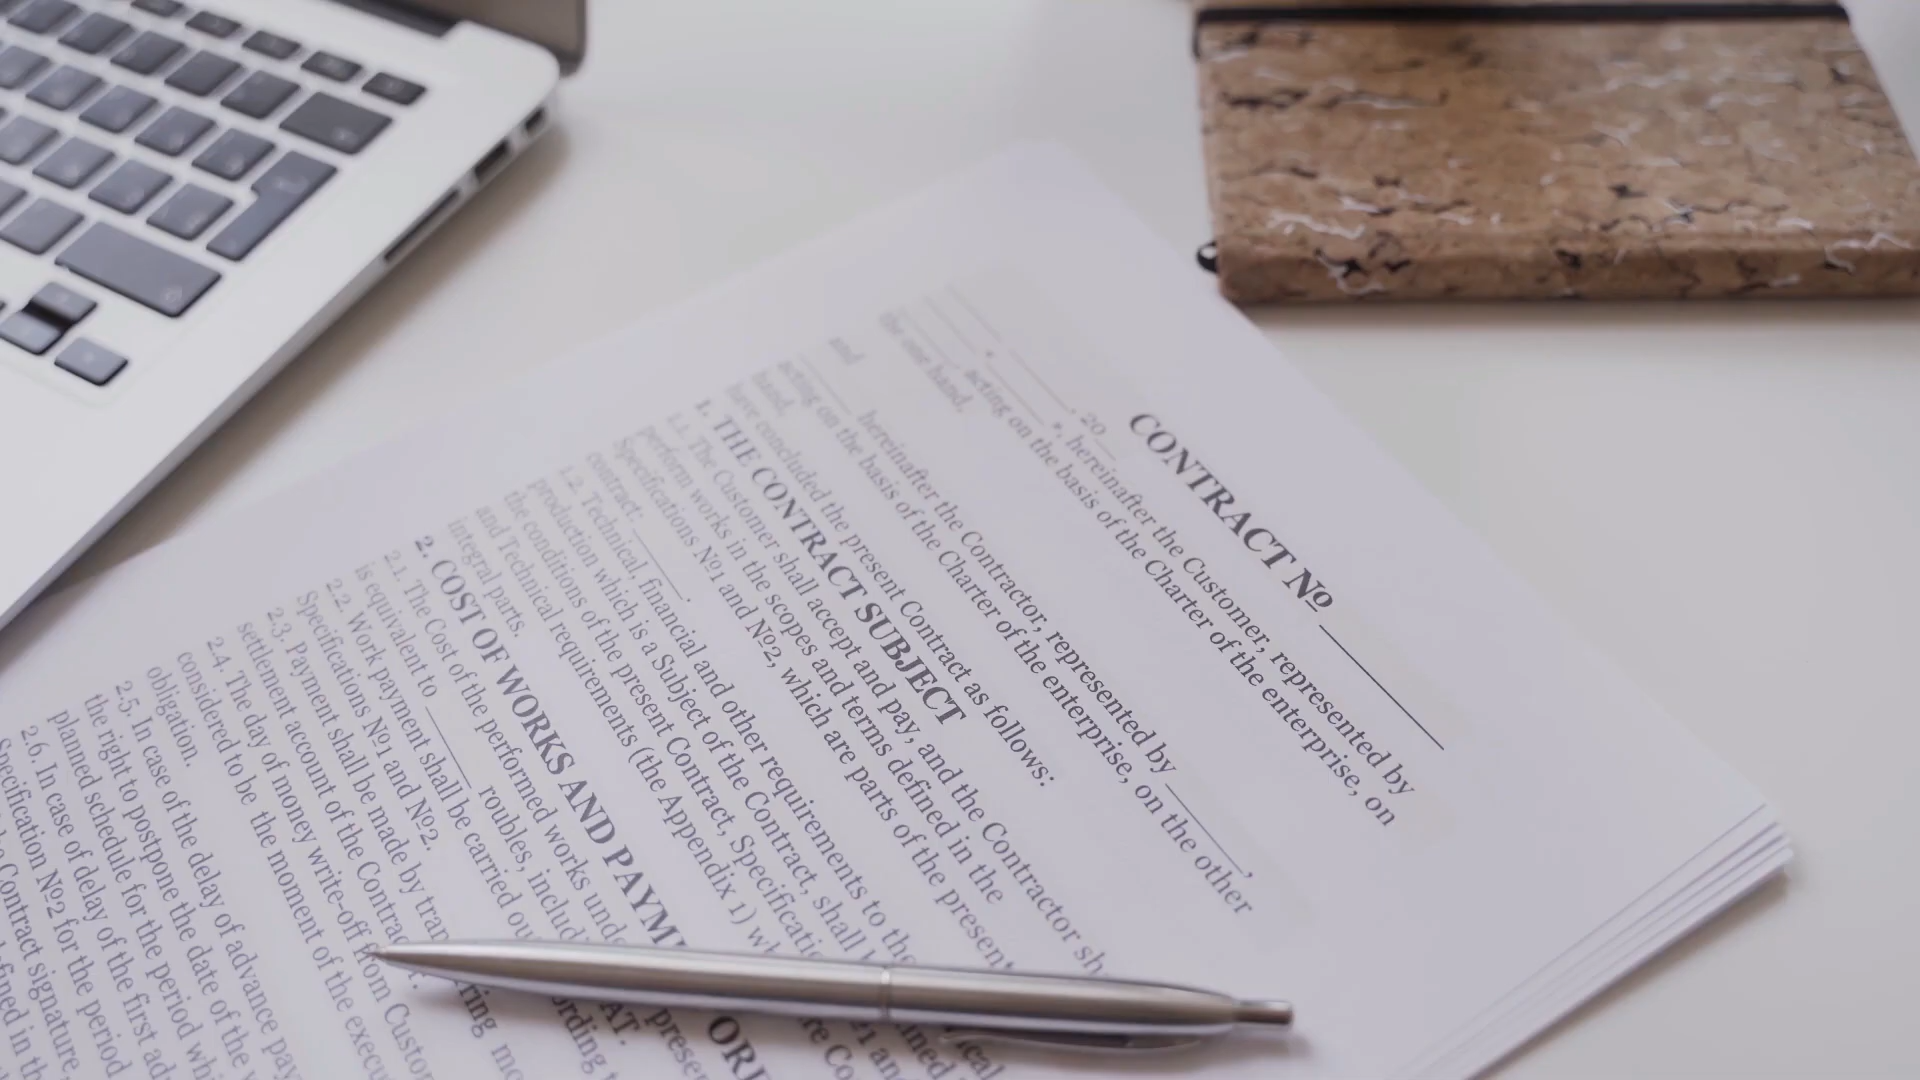 CONTRACT №
, 20
", hereinafter the Customer, represented by
, acting on the basis of the Charter of the enterprise, on
the one hand,
and
hereinafter the Contractor, represented by ,
acting on the basis of the Charter of the enterprise, on the other
hand,
have concluded the present Contract as follows:
1. THE CONTRACT SUBJECT
1.1. The Customer shall accept and pay, and the Contractor sh
perform works in the scopes and terms defined in the
Specifications №1 and №2, which are parts of the present
contract: .
1.2. Technical, financial and other requirements to the
production which is a Subject of the Contract, shall
the conditions of the present Contract, Specificatio
and Technical requirements (the Appendix 1) wh
integral parts.
2. COST OF WORKS AND PAYM
2.1. The Cost of the performed works unde
is equivalent to roubles, includ
2.2. Work payment shall be carried ou
Specifications №1 and №2.
2.3. Payment shall be made by tran
settlement account of the Contrac
2.4. The day of money write-off from Custo
considered to be the moment of the execu
obligation.
2.5. In case of the delay of advance pay
the right to postpone the date of the
planned schedule for the period whi
2.6. In case of delay of the first ad
Specification №2 for the period
Contract signature,
fined in th